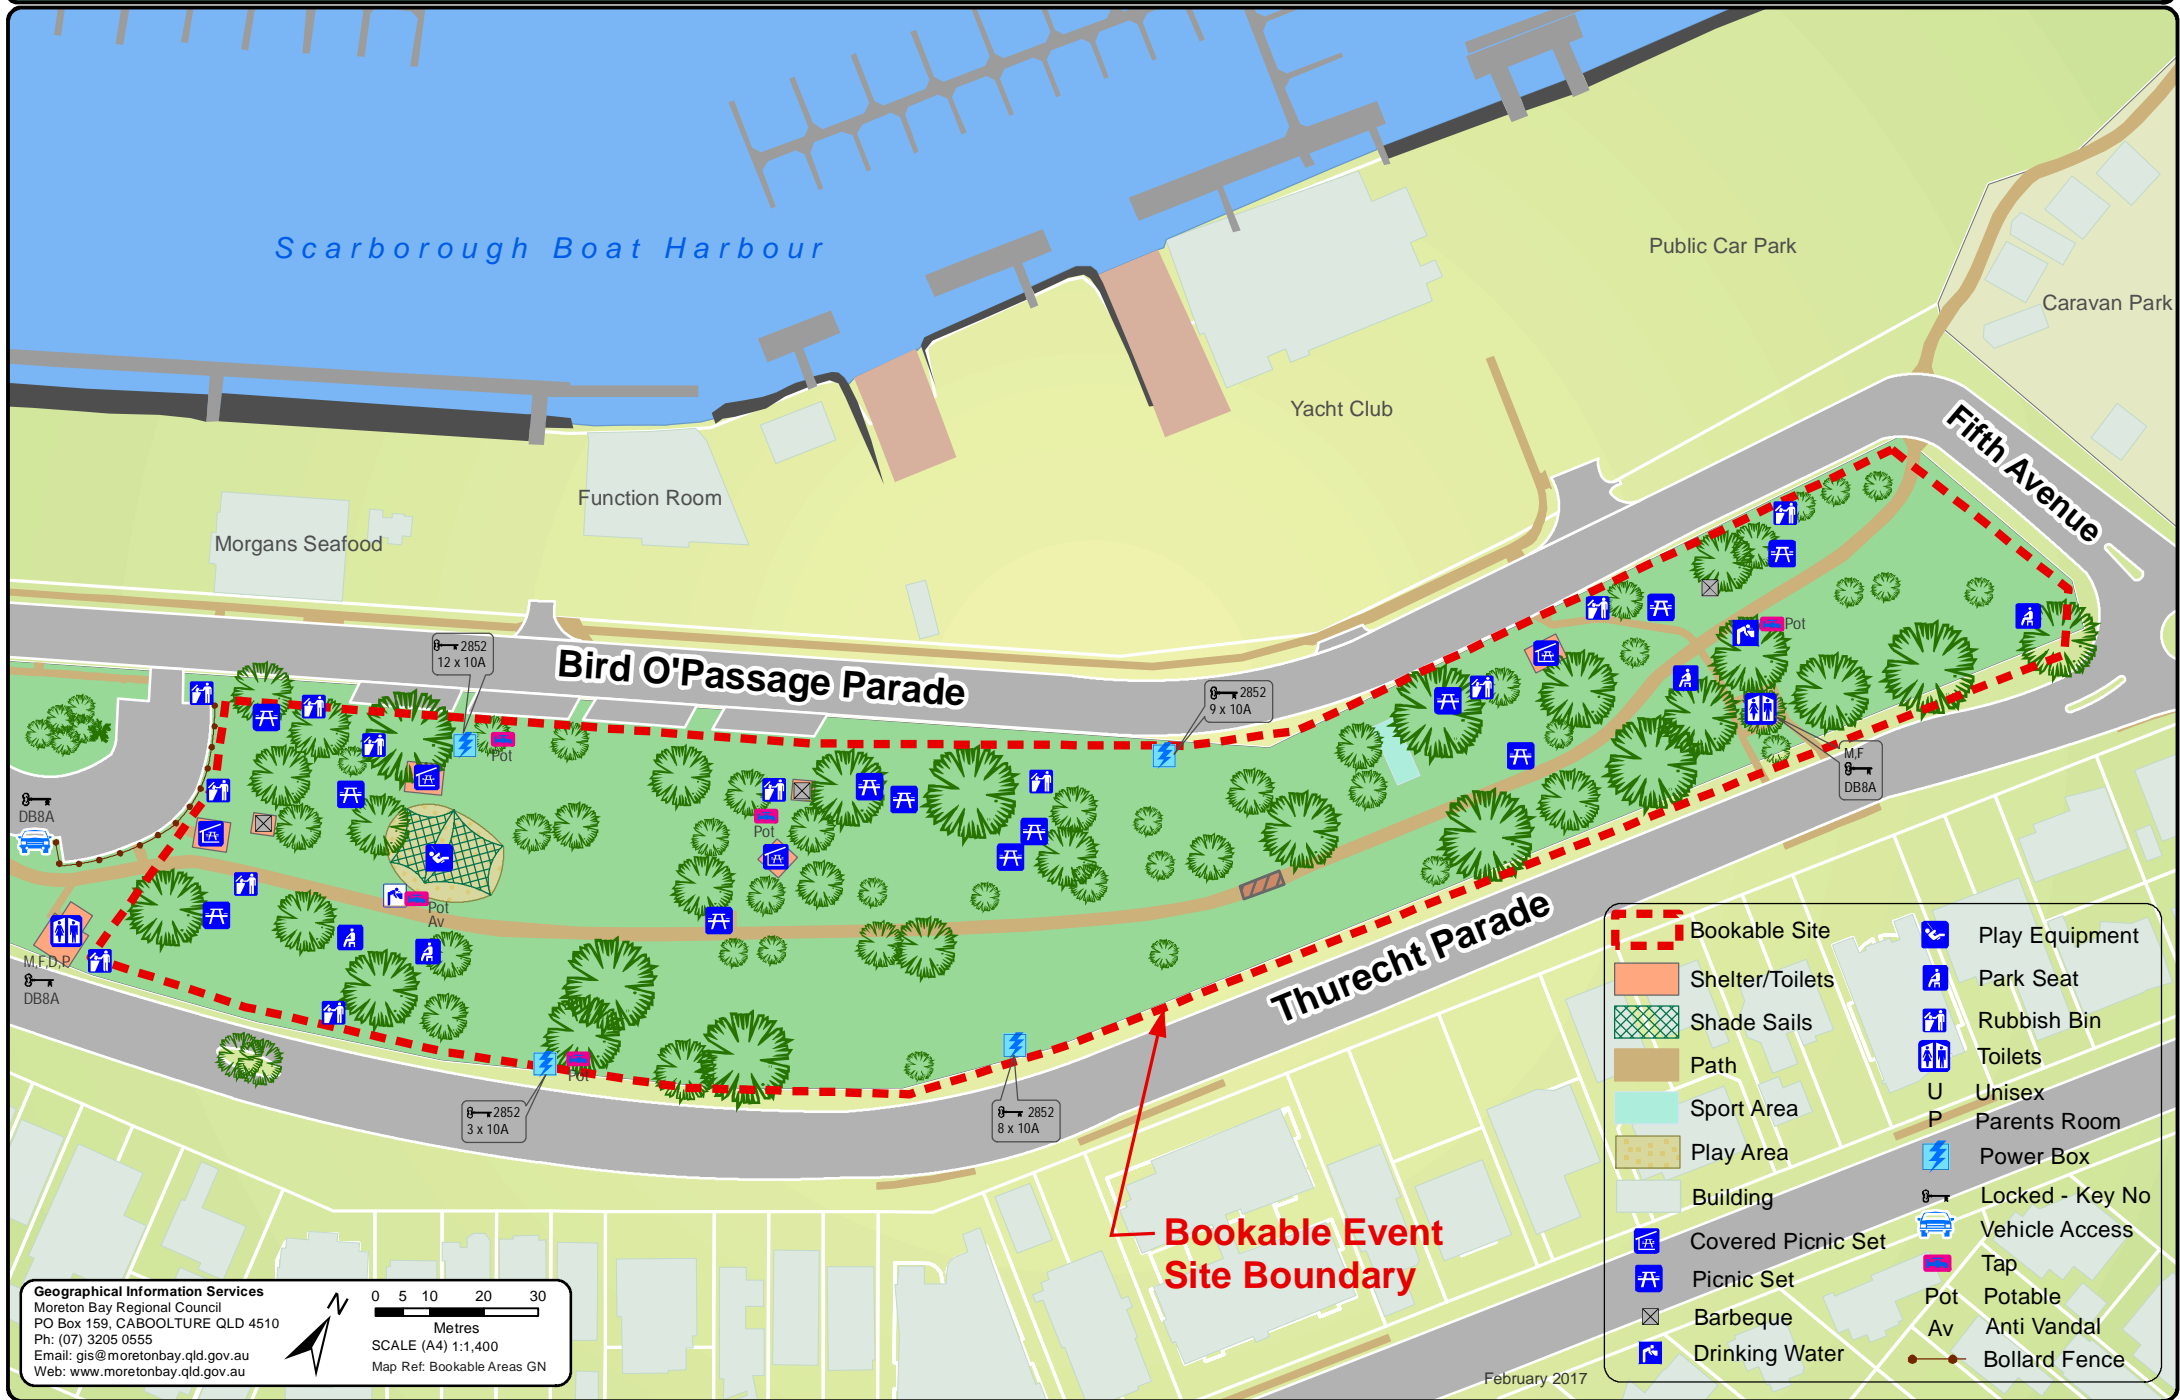 Scarborough Boat Harbour
Public Car Park
Caravan Park
Yacht Club
Fifth Avenue
Function Room
Morgans Seafood
2852
12 x 10A
Bird O'Passage Parade
2852
9 x 10A
Pot
Pot
M,F
DB8A
DB8A
Pot
Pot
Av
M,F,D,P
DB8A
Thurecht Parade
Pot
2852
3 x 10A
2852
8 x 10A
Bookable Event
Site Boundary
Bookable Site
Shelter/Toilets
Shade Sails
Path
Sport Area
Play Area
Building
Covered Picnic Set
Picnic Set
Barbeque
Drinking Water
Play Equipment
Park Seat
Rubbish Bin
Toilets
U Unisex
P Parents Room
Power Box
Locked - Key No
Vehicle Access
Tap
Pot Potable
Av Anti Vandal
Bollard Fence
Geographical Information Services
Moreton Bay Regional Council
PO Box 159, CABOOLTURE QLD 4510
Ph: (07) 3205 0555
Email: gis@moretonbay.qld.gov.au
Web: www.moretonbay.qld.gov.au
N
0 5 10 20 30
Metres
SCALE (A4) 1:1,400
Map Ref: Bookable Areas GN
February 2017